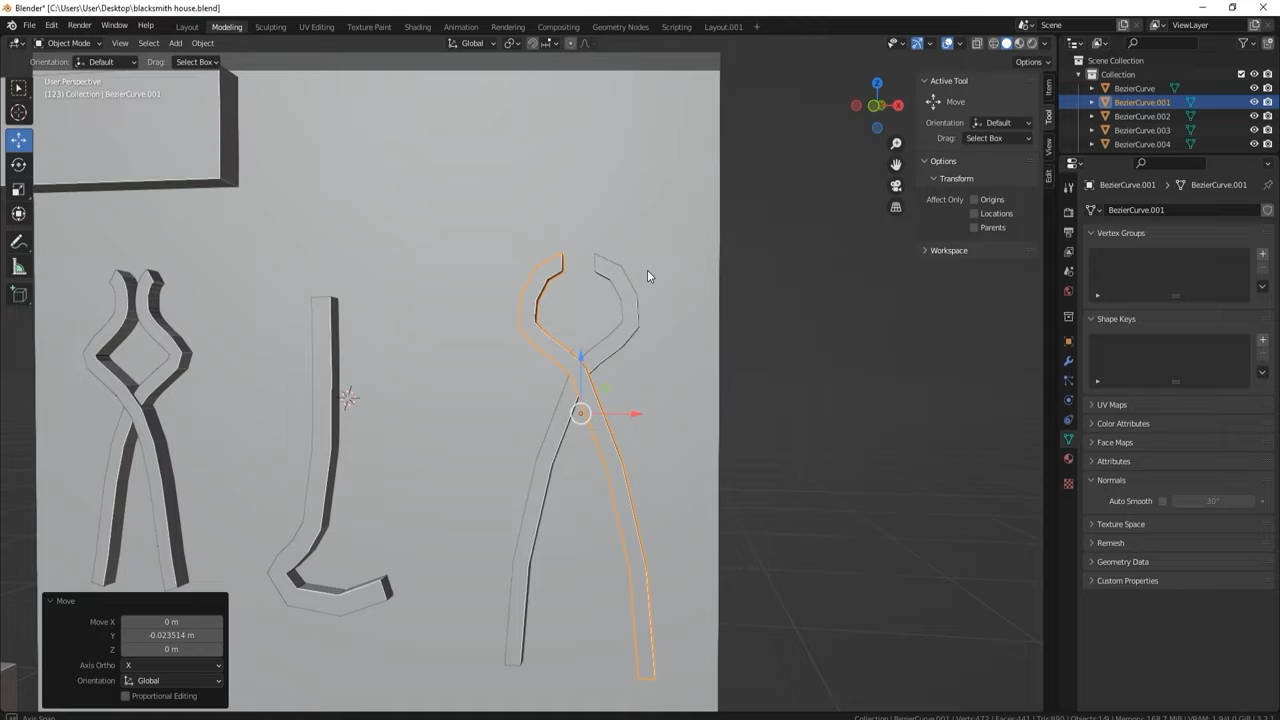 Blender* [C:\Users\User\Desktop\blacksmith house.blend]
File Edit Render Window Help Layout Modeling Sculpting UV Editing Texture Paint Shading Animation Rendering Compositing Geometry Nodes Scripting Layout.001 + Scene ViewLayer
Object Mode View Select Add Object Global Options
Orientation: Default Drag: Select Box
User Perspective
(123) Collection | BezierCurve.001
Z
X
Active Tool
Move
Orientation Default
Drag: Select Box
Options
Transform
Affect Only Origins
Locations
Parents
Workspace
Item
Tool
View
Edit
Scene Collection
Collection
BezierCurve
BezierCurve.001
BezierCurve.002
BezierCurve.003
BezierCurve.004
BezierCurve.001 BezierCurve.001
BezierCurve.001
Vertex Groups
Shape Keys
UV Maps
Color Attributes
Face Maps
Attributes
Normals
Auto Smooth 30°
Texture Space
Remesh
Geometry Data
Custom Properties
Move
Move X 0 m
Y -0.023514 m
Z 0 m
Axis Ortho X
Orientation Global
Proportional Editing
Axis Snap